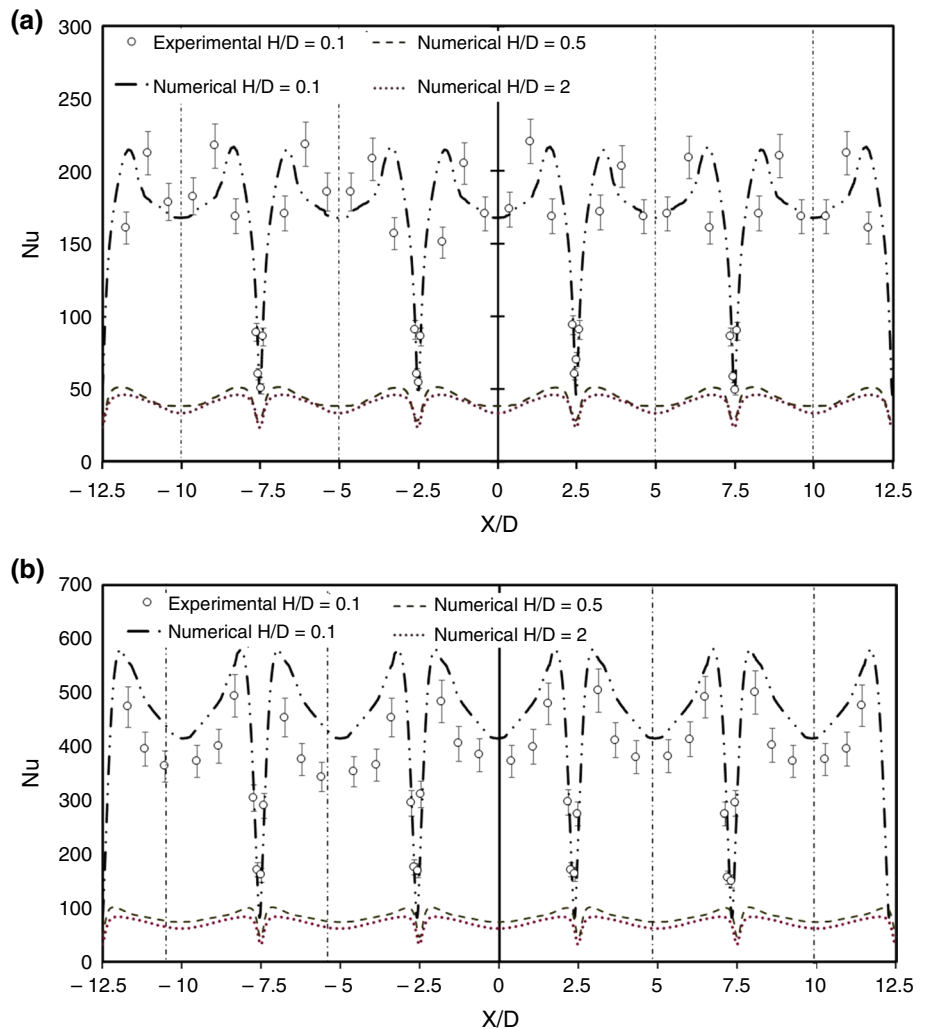 (a)
300
250
200
150
100
50
0
Nu
Experimental H/D = 0.1
Numerical H/D = 0.5
Numerical H/D = 0.1
Numerical H/D = 2
– 12.5 – 10 – 7.5 – 5 – 2.5 0 2.5 5 7.5 10 12.5
X/D
(b)
700
600
500
400
300
200
100
0
Nu
Experimental H/D = 0.1
Numerical H/D = 0.5
Numerical H/D = 0.1
Numerical H/D = 2
– 12.5 – 10 – 7.5 – 5 – 2.5 0 2.5 5 7.5 10 12.5
X/D